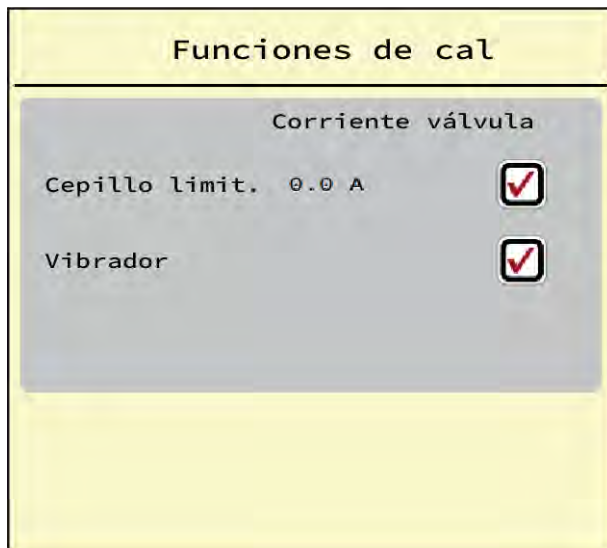 Funciones de cal
Corriente válvula
Cepillo limit. 0.0 A
Vibrador